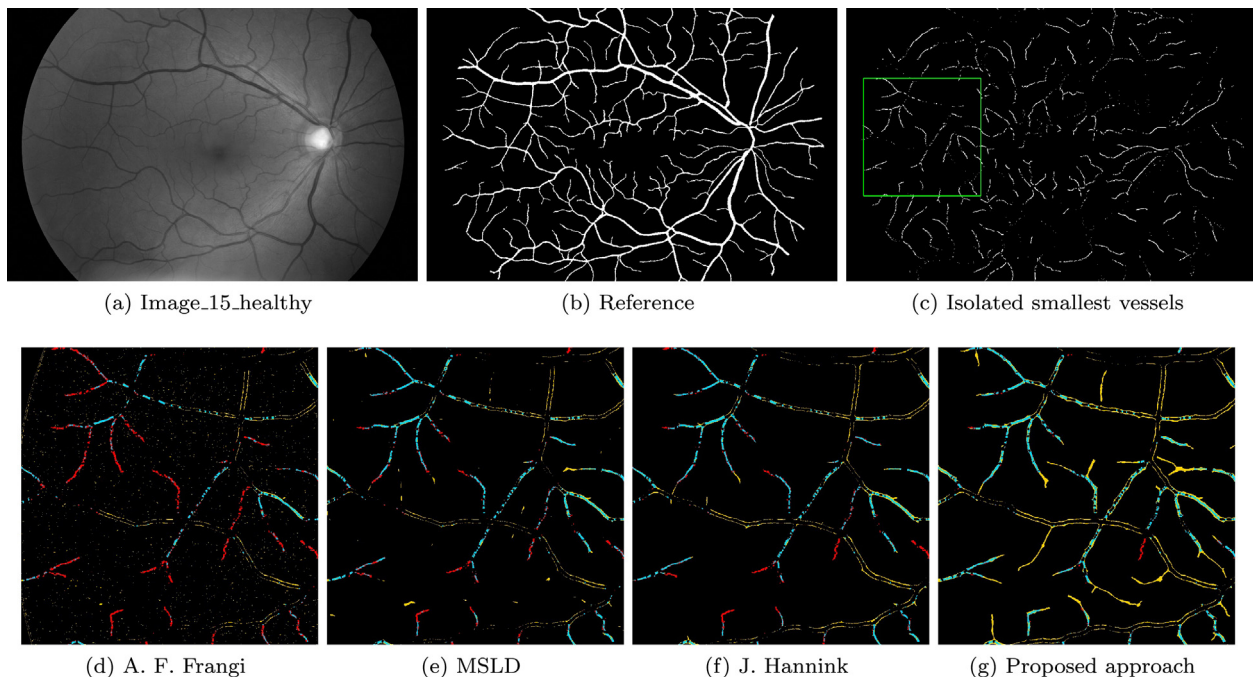 (a) Image_15_healthy
(b) Reference
(c) Isolated smallest vessels
(d) A. F. Frangi
(e) MSLD
(f) J. Hannink
(g) Proposed approach